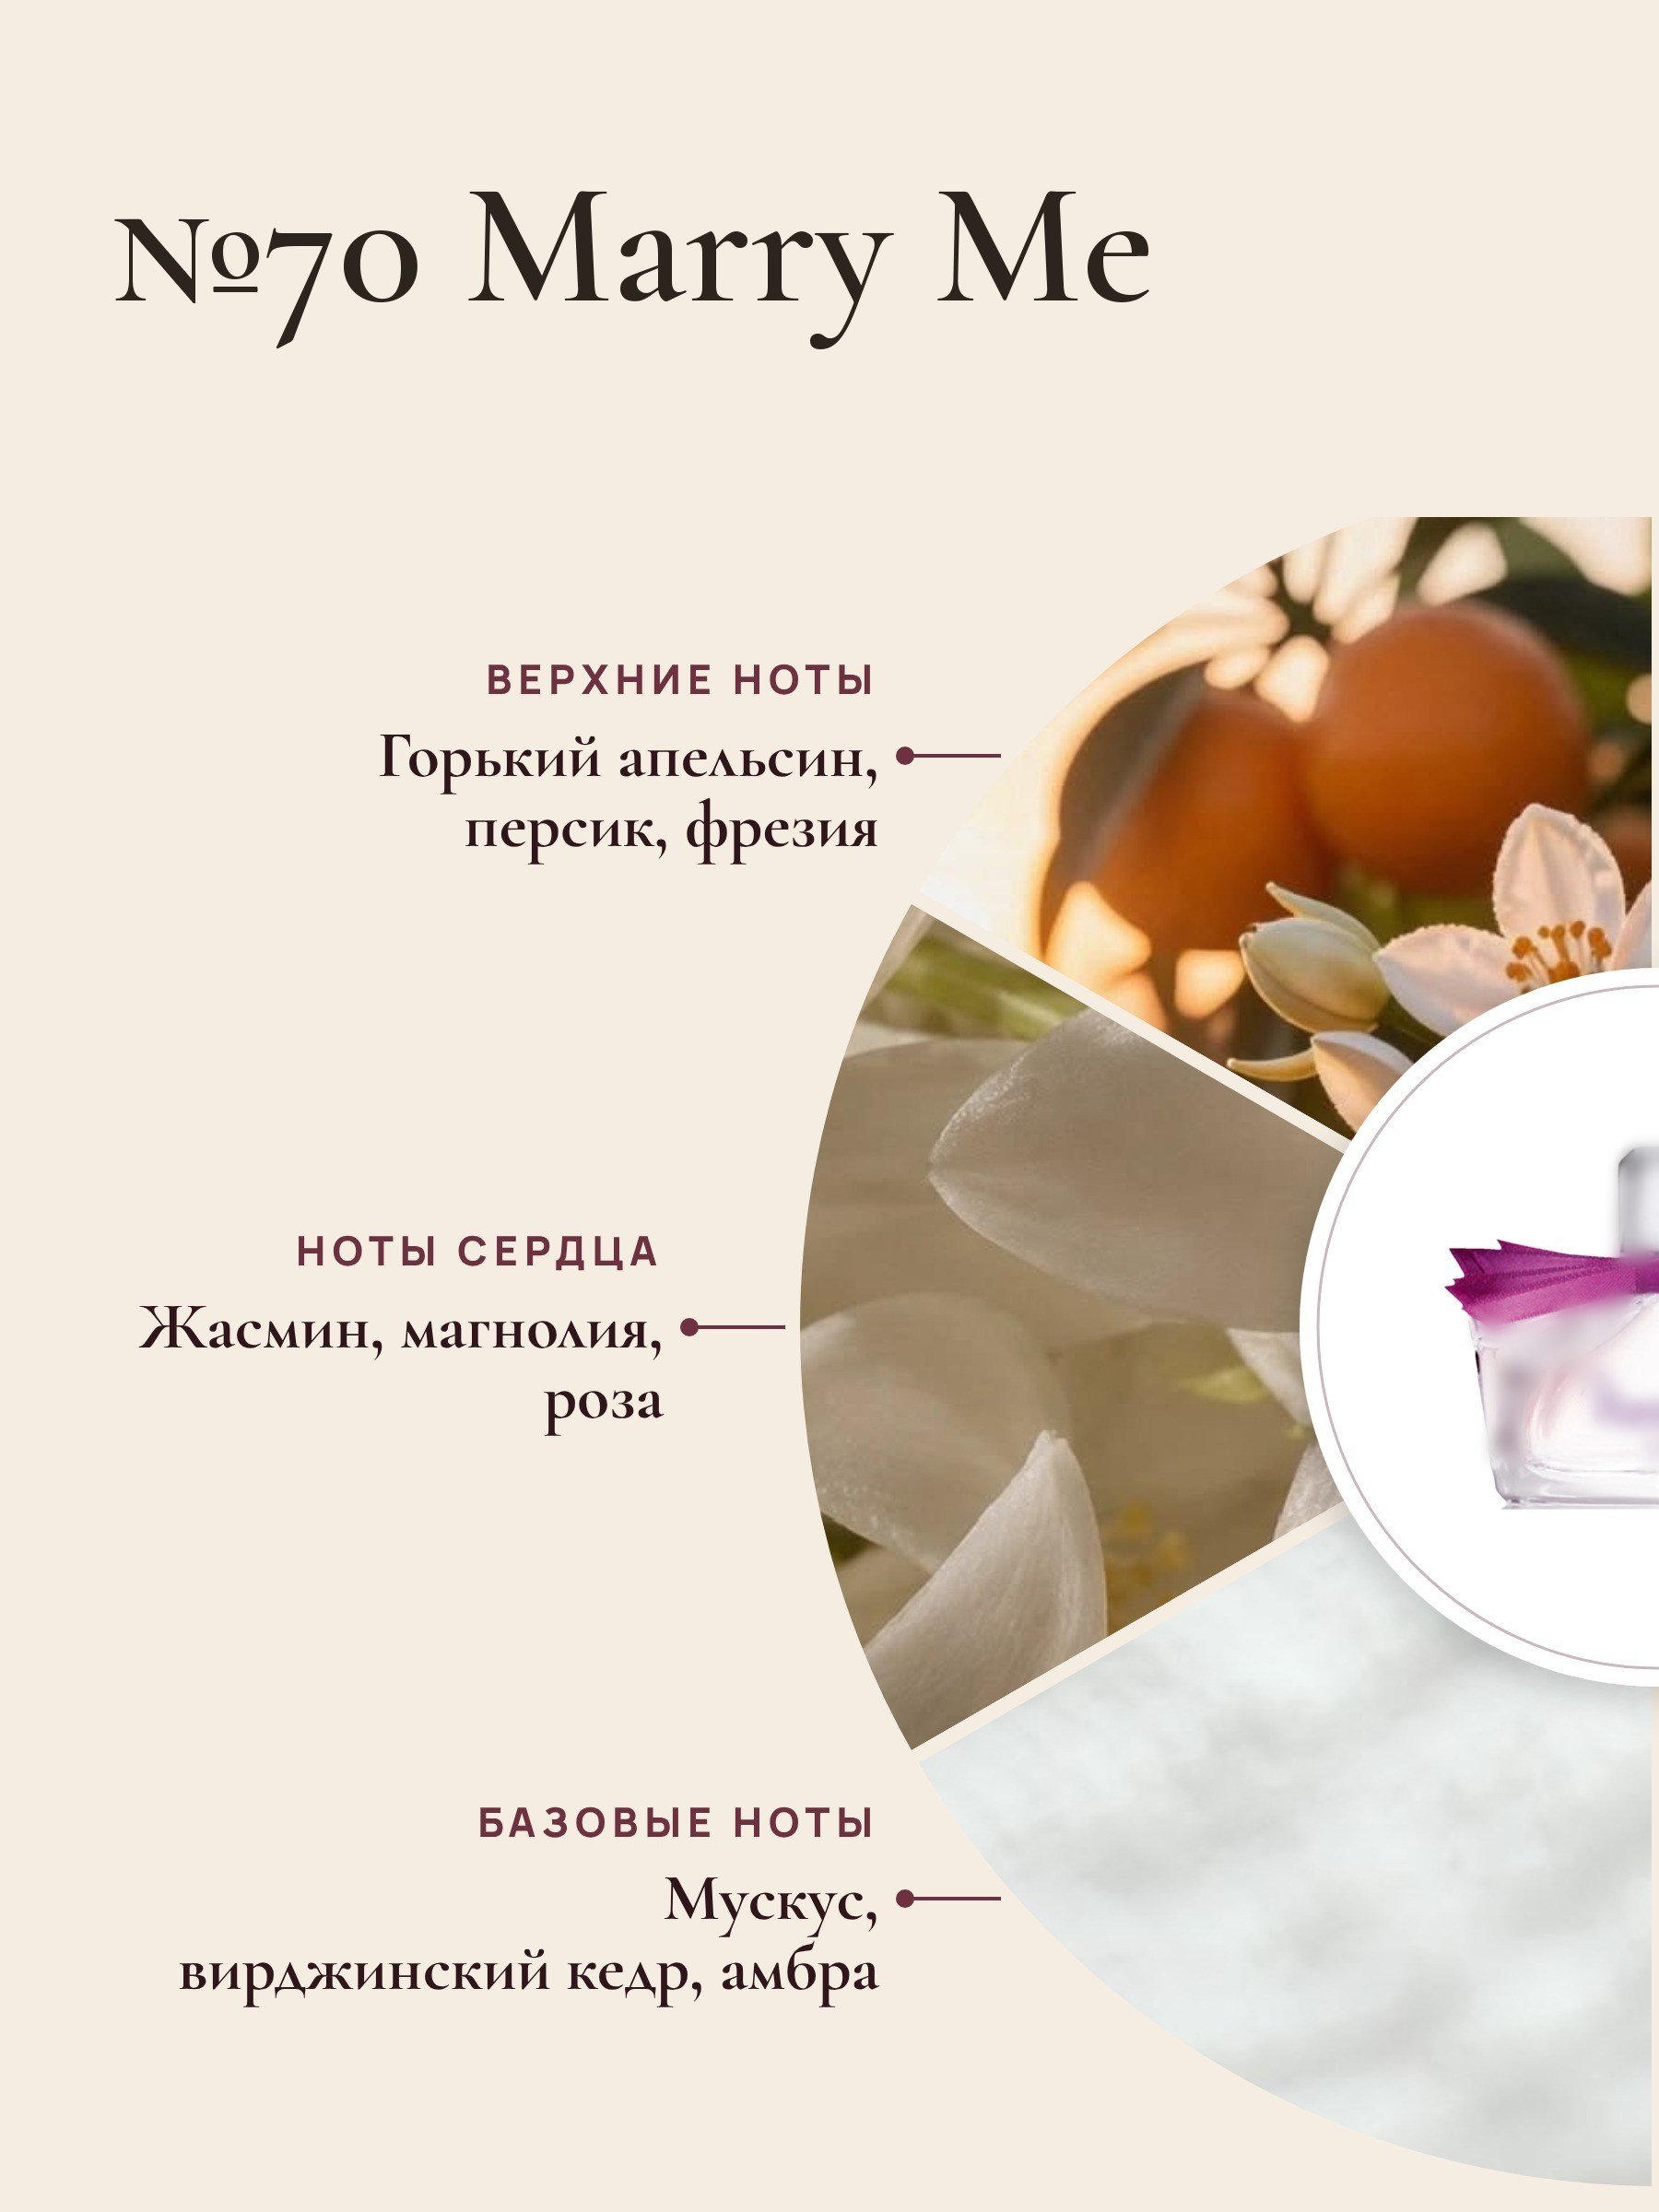 №70 Marry Me
ВЕРХНИЕ НОТЫ
Горький апельсин,
персик, фрезия
НОТЫ СЕРДЦА
Жасмин, магнолия,
роза
БАЗОВЫЕ НОТЫ
Мускус,
вирджинский кедр, амбра